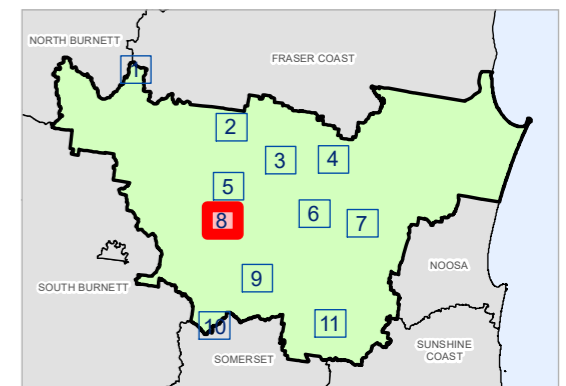 NORTH BURNETT
1
FRASER COAST
2
3
4
5
8
6
7
9
NOOSA
SOUTH BURNETT
10
11
SOMERSET
SUNSHINE
COAST